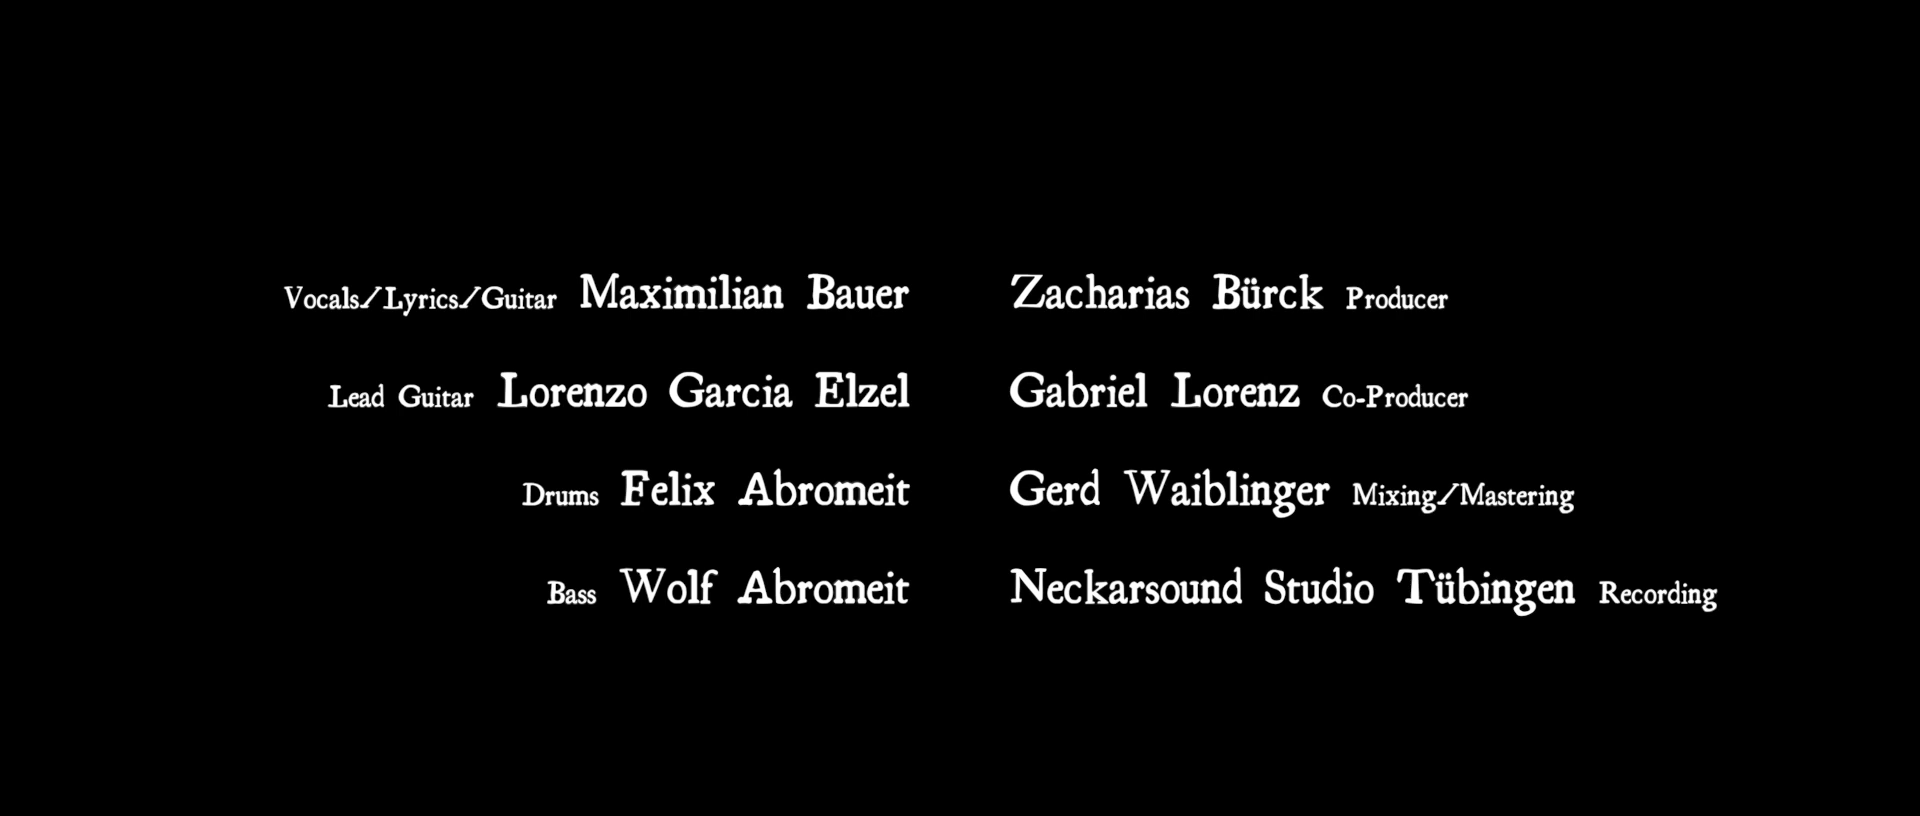 Vocals/Lyrics/Guitar Maximilian Bauer
Lead Guitar Lorenzo Garcia Elzel
Drums Felix Abromeit
Bass Wolf Abromeit
Zacharias Bürck Producer
Gabriel Lorenz Co-Producer
Gerd Waiblinger Mixing/Mastering
Neckarsound Studio Tübingen Recording